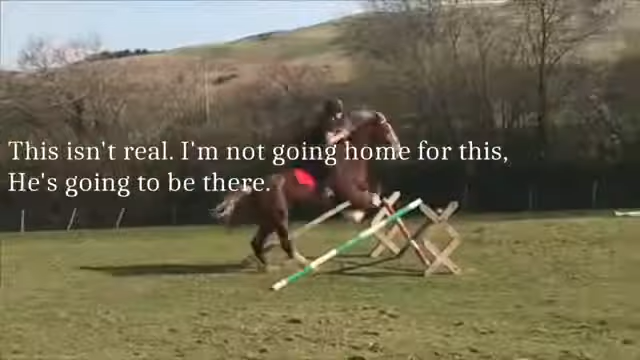 This isn't real. I'm not going home for this,
He's going to be there.